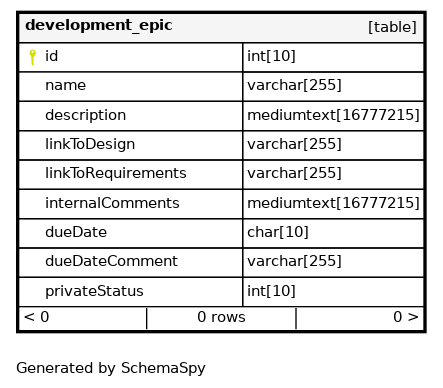 development_epic [table]
id int[10]
name varchar[255]
description mediumtext[16777215]
linkToDesign varchar[255]
linkToRequirements varchar[255]
internalComments mediumtext[16777215]
dueDate char[10]
dueDateComment varchar[255]
privateStatus int[10]
< 0 0 rows 0 >
Generated by SchemaSpy